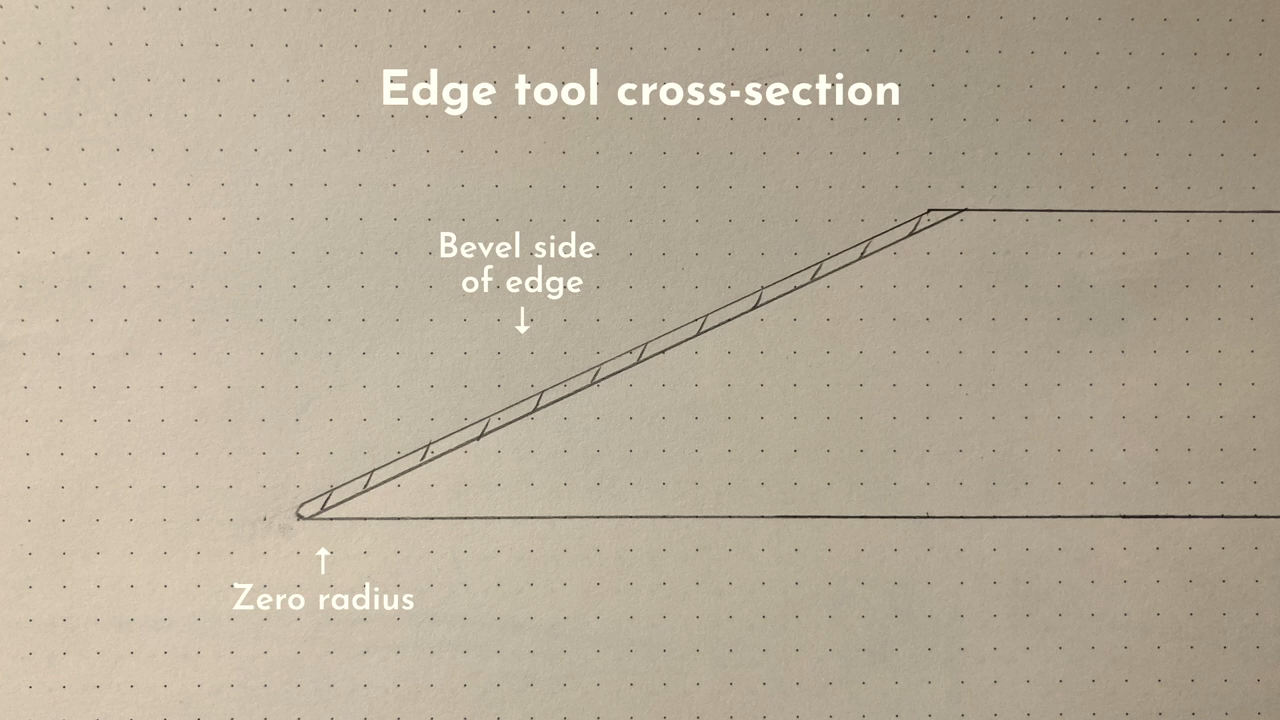 Edge tool cross-section
Bevel side
of edge
↓
↑
Zero radius